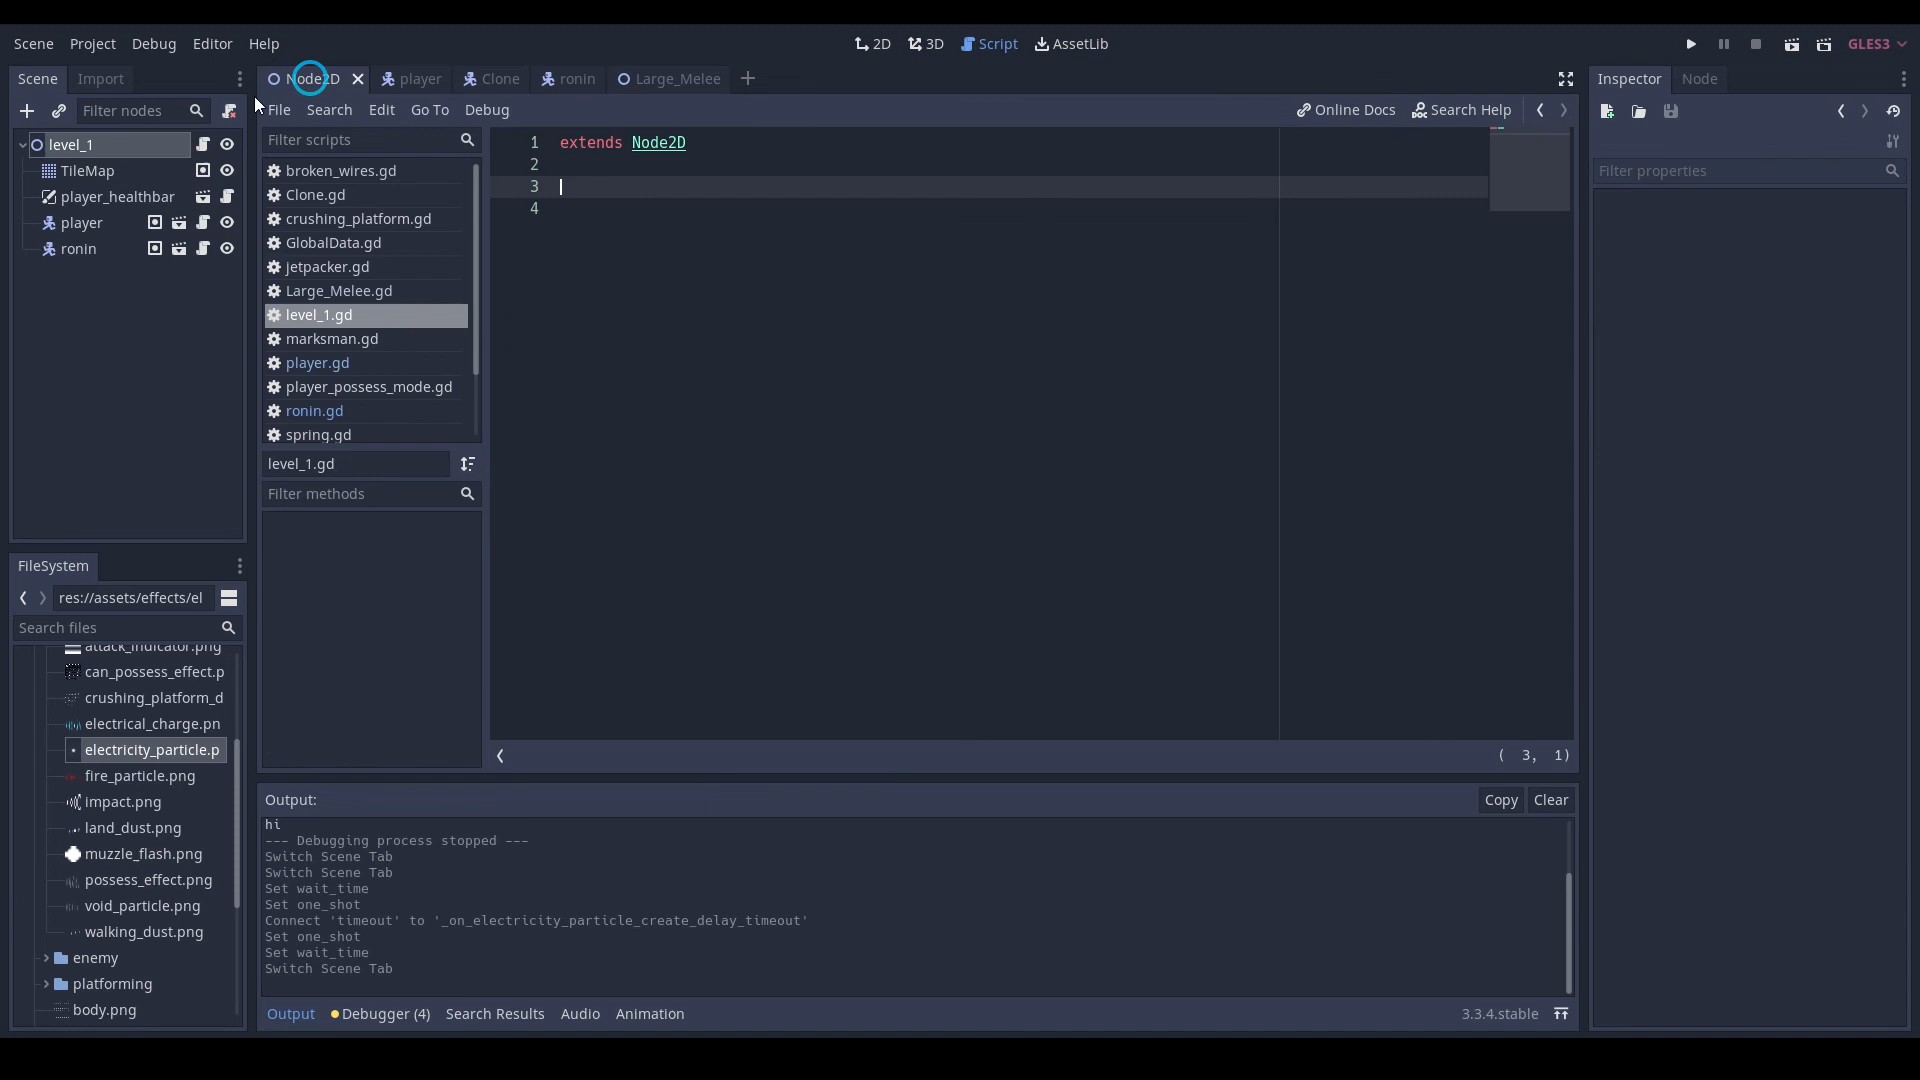 Scene Project Debug Editor Help
2D 3D Script AssetLib
GLES3
Scene Import
Node2D player Clone ronin Large_Melee
Inspector Node
Filter nodes
File Search Edit Go To Debug
Online Docs Search Help
level_1
TileMap
player_healthbar
player
ronin
Filter scripts
broken_wires.gd
Clone.gd
crushing_platform.gd
GlobalData.gd
jetpacker.gd
Large_Melee.gd
level_1.gd
marksman.gd
player.gd
player_possess_mode.gd
ronin.gd
spring.gd
level_1.gd
Filter methods
1 extends Node2D
2
3
4
( 3, 1)
Filter properties
FileSystem
res://assets/effects/el
Search files
attack_indicator.png
can_possess_effect.p
crushing_platform_d
electrical_charge.pn
electricity_particle.p
fire_particle.png
impact.png
land_dust.png
muzzle_flash.png
possess_effect.png
void_particle.png
walking_dust.png
enemy
platforming
body.png
Output:
Copy Clear
hi
--- Debugging process stopped ---
Switch Scene Tab
Switch Scene Tab
Set wait_time
Set one_shot
Connect 'timeout' to '_on_electricity_particle_create_delay_timeout'
Set one_shot
Set wait_time
Switch Scene Tab
Output Debugger (4) Search Results Audio Animation
3.3.4.stable